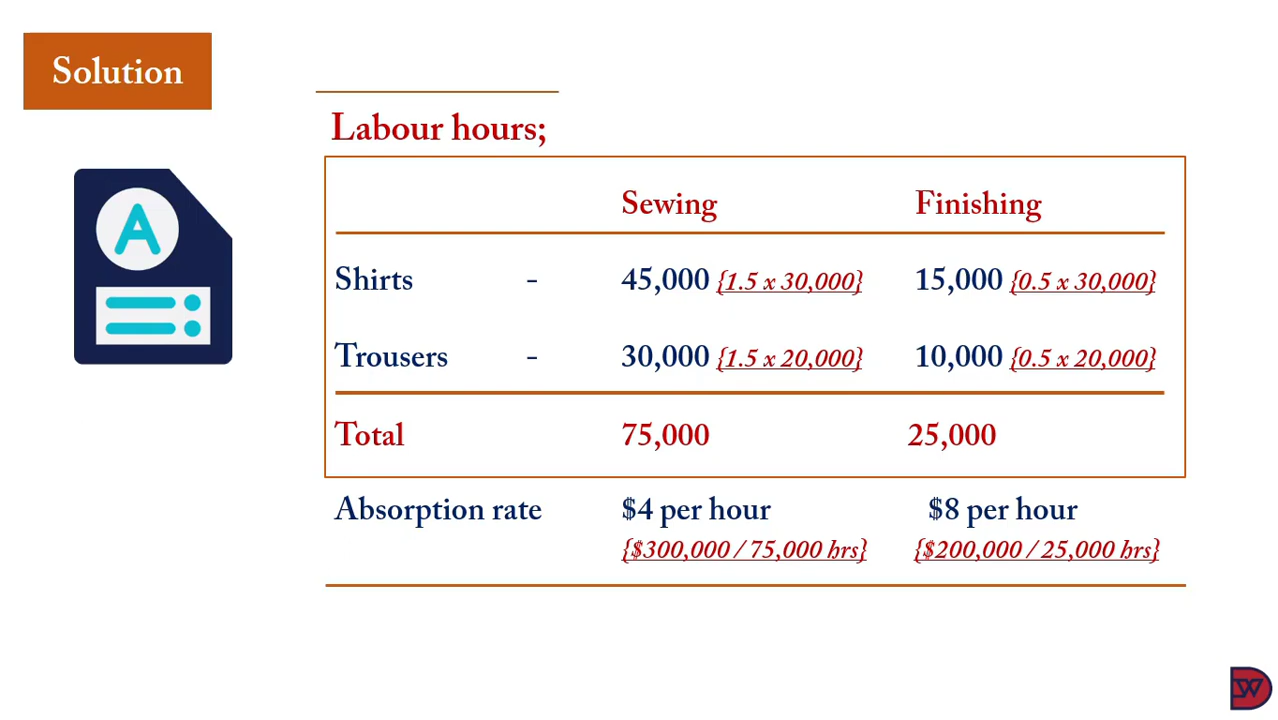 Solution
Labour hours;
Sewing Finishing
Shirts - 45,000 {1.5 x 30,000} 15,000 {0.5 x 30,000}
Trousers - 30,000 {1.5 x 20,000} 10,000 {0.5 x 20,000}
Total 75,000 25,000
Absorption rate $4 per hour $8 per hour
{$300,000 / 75,000 hrs} {$200,000 / 25,000 hrs}
A
W